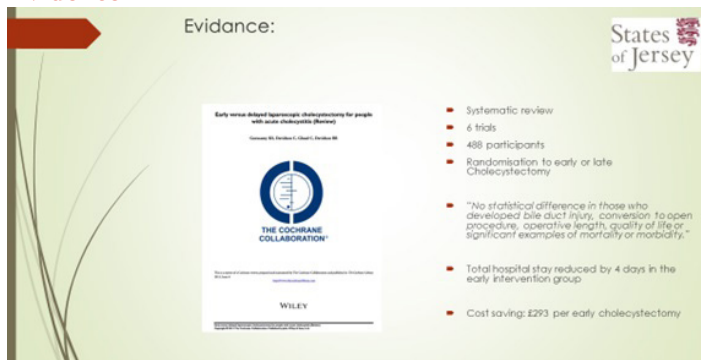 Evidance:
States
of Jersey
Early versus delayed laparoscopic cholecystectomy for people
with acute cholecystitis (Review)
THE COCHRANE
COLLABORATION®
WILEY
Systematic review
6 trials
488 participants
Randomisation to early or late
Cholecystectomy
"No statistical difference in those who
developed bile duct injury, conversion to open
procedure, operative length, quality of life or
significant examples of mortality or morbidity."
Total hospital stay reduced by 4 days in the
early intervention group
Cost saving: £293 per early cholecystectomy